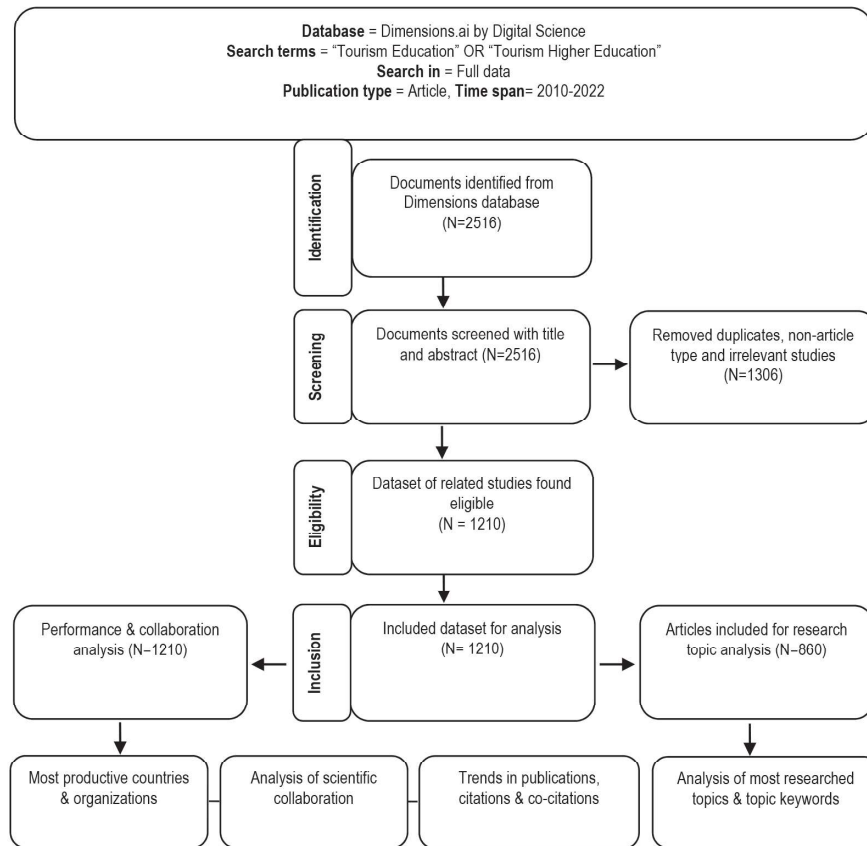 Database = Dimensions.ai by Digital Science
Search terms = “Tourism Education” OR “Tourism Higher Education”
Search in = Full data
Publication type = Article, Time span= 2010-2022
Identification
Documents identified from
Dimensions database
(N=2516)
Screening
Documents screened with title
and abstract (N=2516)
Removed duplicates, non-article
type and irrelevant studies
(N=1306)
Eligibility
Dataset of related studies found
eligible
(N = 1210)
Performance & collaboration
analysis (N–1210)
Inclusion
Included dataset for analysis
(N= 1210)
Articles included for research
topic analysis (N–860)
Most productive countries
& organizations
Analysis of scientific
collaboration
Trends in publications,
citations & co-citations
Analysis of most researched
topics & topic keywords